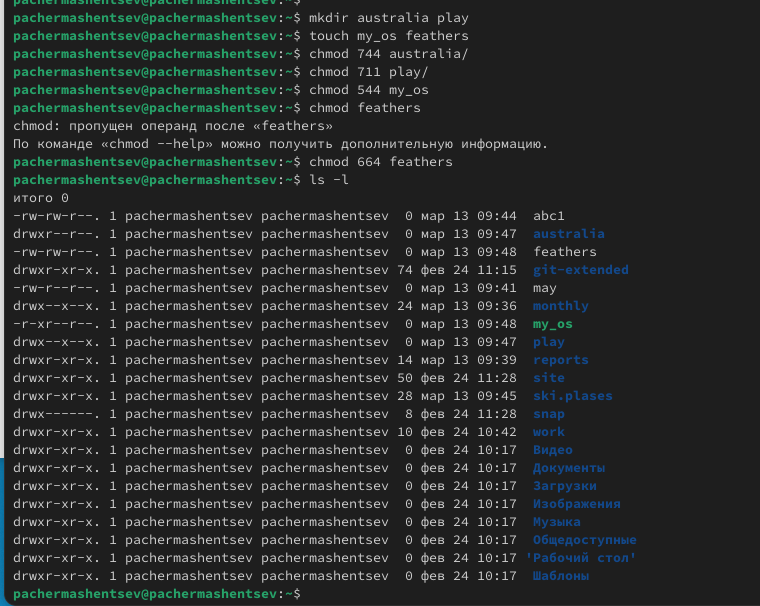 pachermashentsev@pachermashentsev:~$
pachermashentsev@pachermashentsev:~$ mkdir australia play
pachermashentsev@pachermashentsev:~$ touch my_os feathers
pachermashentsev@pachermashentsev:~$ chmod 744 australia/
pachermashentsev@pachermashentsev:~$ chmod 711 play/
pachermashentsev@pachermashentsev:~$ chmod 544 my_os
pachermashentsev@pachermashentsev:~$ chmod feathers
chmod: пропущен операнд после «feathers»
По команде «chmod --help» можно получить дополнительную информацию.
pachermashentsev@pachermashentsev:~$ chmod 664 feathers
pachermashentsev@pachermashentsev:~$ ls -l
итого 0
-rw-rw-r--. 1 pachermashentsev pachermashentsev  0 мар 13 09:44  abc1
drwxr--r--. 1 pachermashentsev pachermashentsev  0 мар 13 09:47  australia
-rw-rw-r--. 1 pachermashentsev pachermashentsev  0 мар 13 09:48  feathers
drwxr-xr-x. 1 pachermashentsev pachermashentsev 74 фев 24 11:15  git-extended
-rw-r--r--. 1 pachermashentsev pachermashentsev  0 мар 13 09:41  may
drwx--x--x. 1 pachermashentsev pachermashentsev 24 мар 13 09:36  monthly
-r-xr--r--. 1 pachermashentsev pachermashentsev  0 мар 13 09:48  my_os
drwx--x--x. 1 pachermashentsev pachermashentsev  0 мар 13 09:47  play
drwxr-xr-x. 1 pachermashentsev pachermashentsev 14 мар 13 09:39  reports
drwxr-xr-x. 1 pachermashentsev pachermashentsev 50 фев 24 11:28  site
drwxr-xr-x. 1 pachermashentsev pachermashentsev 28 мар 13 09:45  ski.plases
drwx------. 1 pachermashentsev pachermashentsev  8 фев 24 11:28  snap
drwxr-xr-x. 1 pachermashentsev pachermashentsev 10 фев 24 10:42  work
drwxr-xr-x. 1 pachermashentsev pachermashentsev  0 фев 24 10:17  Видео
drwxr-xr-x. 1 pachermashentsev pachermashentsev  0 фев 24 10:17  Документы
drwxr-xr-x. 1 pachermashentsev pachermashentsev  0 фев 24 10:17  Загрузки
drwxr-xr-x. 1 pachermashentsev pachermashentsev  0 фев 24 10:17  Изображения
drwxr-xr-x. 1 pachermashentsev pachermashentsev  0 фев 24 10:17  Музыка
drwxr-xr-x. 1 pachermashentsev pachermashentsev  0 фев 24 10:17  Общедоступные
drwxr-xr-x. 1 pachermashentsev pachermashentsev  0 фев 24 10:17 'Рабочий стол'
drwxr-xr-x. 1 pachermashentsev pachermashentsev  0 фев 24 10:17  Шаблоны
pachermashentsev@pachermashentsev:~$